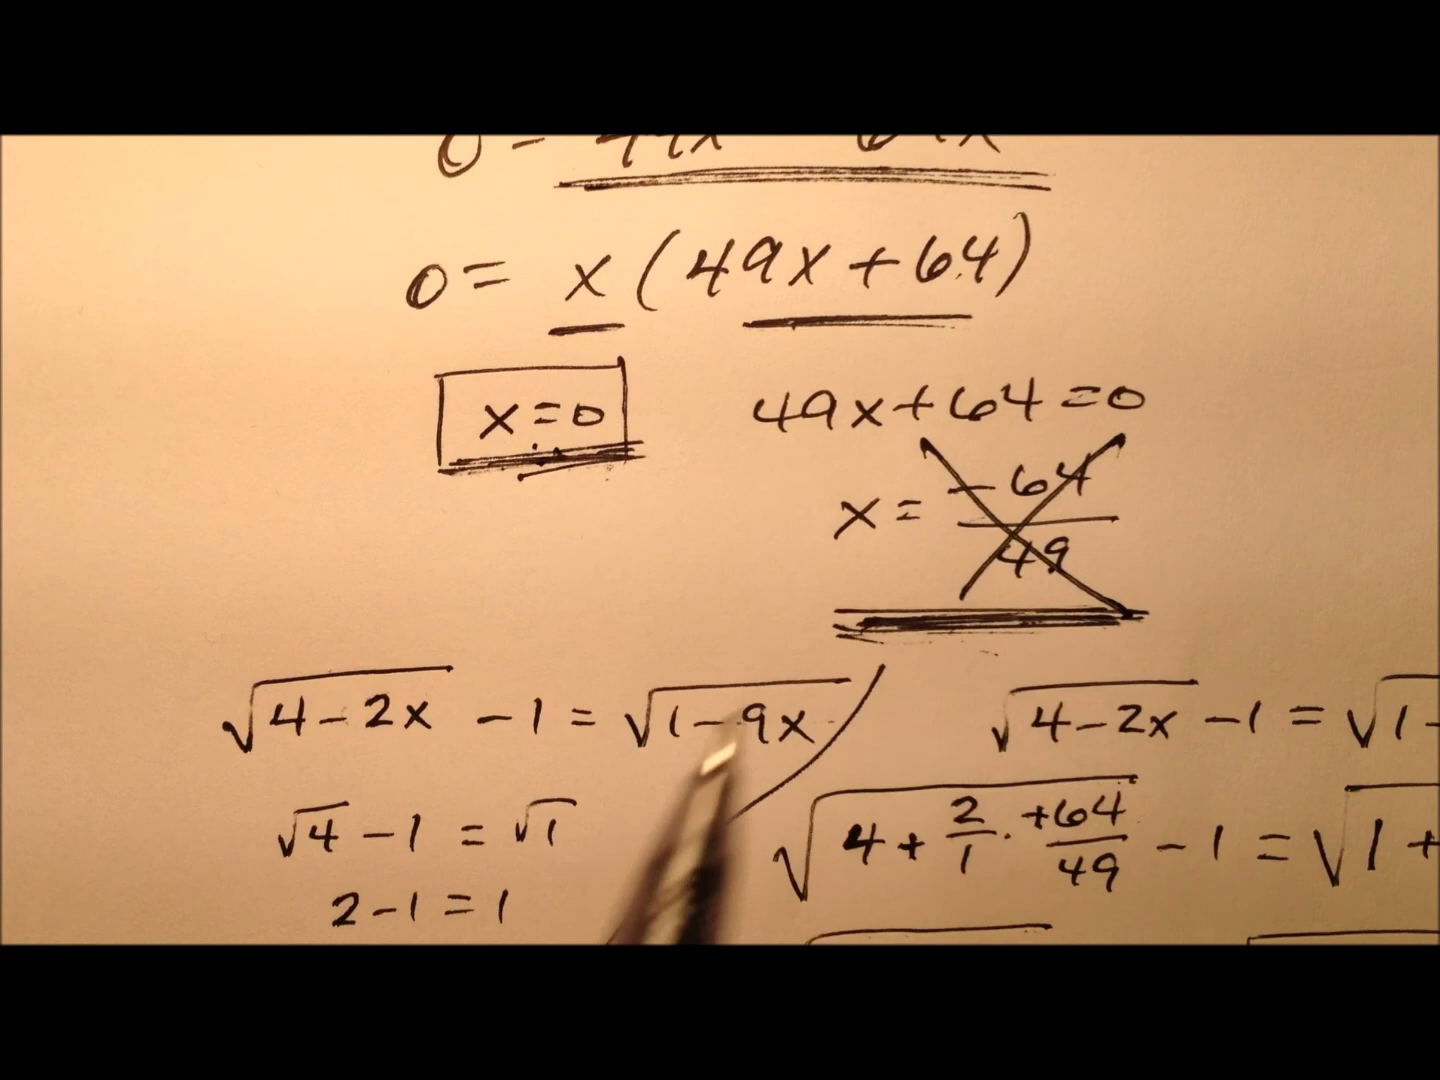 0 = x (49x + 64)
x = 0
49x + 64 = 0
x = -64/49
√(4 - 2x) - 1 = √(1 - 9x)
√4 - 1 = √1
2 - 1 = 1
√(4 - 2x) - 1 = √(1 -
√(4 + 2/1 · +64/49) - 1 = √(1 +